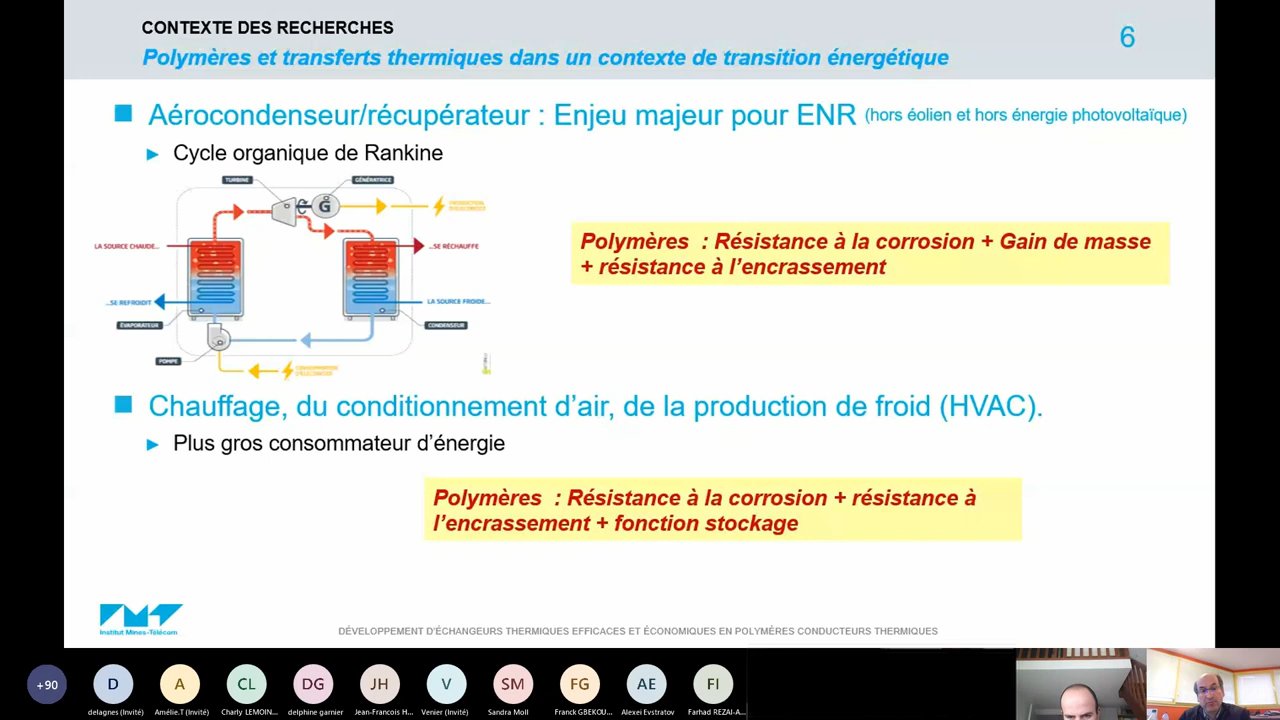 CONTEXTE DES RECHERCHES
Polymères et transferts thermiques dans un contexte de transition énergétique
6
Aérocondenseur/récupérateur : Enjeu majeur pour ENR (hors éolien et hors énergie photovoltaïque)
Cycle organique de Rankine
TURBINE
GÉNÉRATRICE
G
LA SOURCE CHAUDE...
...SE RÉCHAUFFE
...SE REFROIDIT
LA SOURCE FROIDE...
ÉVAPORATEUR
CONDENSEUR
POMPE
Polymères : Résistance à la corrosion + Gain de masse
+ résistance à l'encrassement
Chauffage, du conditionnement d'air, de la production de froid (HVAC).
Plus gros consommateur d'énergie
Polymères : Résistance à la corrosion + résistance à
l'encrassement + fonction stockage
Institut Mines-Télécom
DÉVELOPPEMENT D'ÉCHANGEURS THERMIQUES EFFICACES ET ÉCONOMIQUES EN POLYMÈRES CONDUCTEURS THERMIQUES
+90
D
A
CL
DG
JH
V
SM
FG
AE
FI
delagnes (Invité)
Amélie.T (Invité)
Charly LEMOIN...
delphine garnier
Jean-Francois H...
Venier (Invité)
Sandra Moll
Franck GBEKOU...
Alexei Evstratov
Farhad REZAI-A...